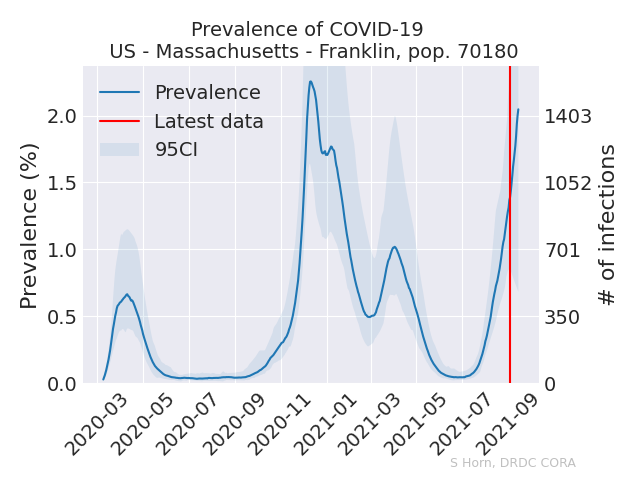 Prevalence of COVID-19
US - Massachusetts - Franklin, pop. 70180
Prevalence
Latest data
95CI
Prevalence (%)
2.0
1.5
1.0
0.5
0.0
1403
1052
701
350
0
# of infections
2020-03
2020-05
2020-07
2020-09
2020-11
2021-01
2021-03
2021-05
2021-07
2021-09
S Horn, DRDC CORA